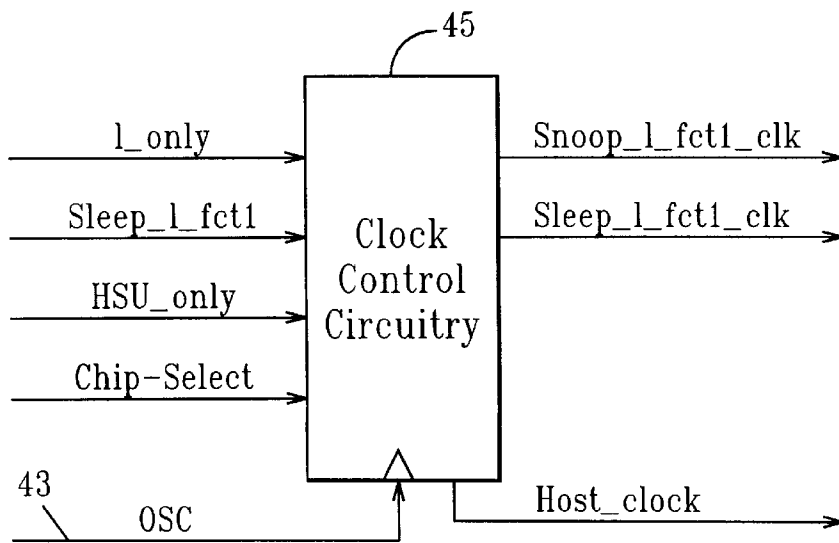 45
l_only
Snoop_l_fct1_clk
Sleep_l_fct1
Sleep_l_fct1_clk
Clock
Control
Circuitry
HSU_only
Chip-Select
43
OSC
Host_clock